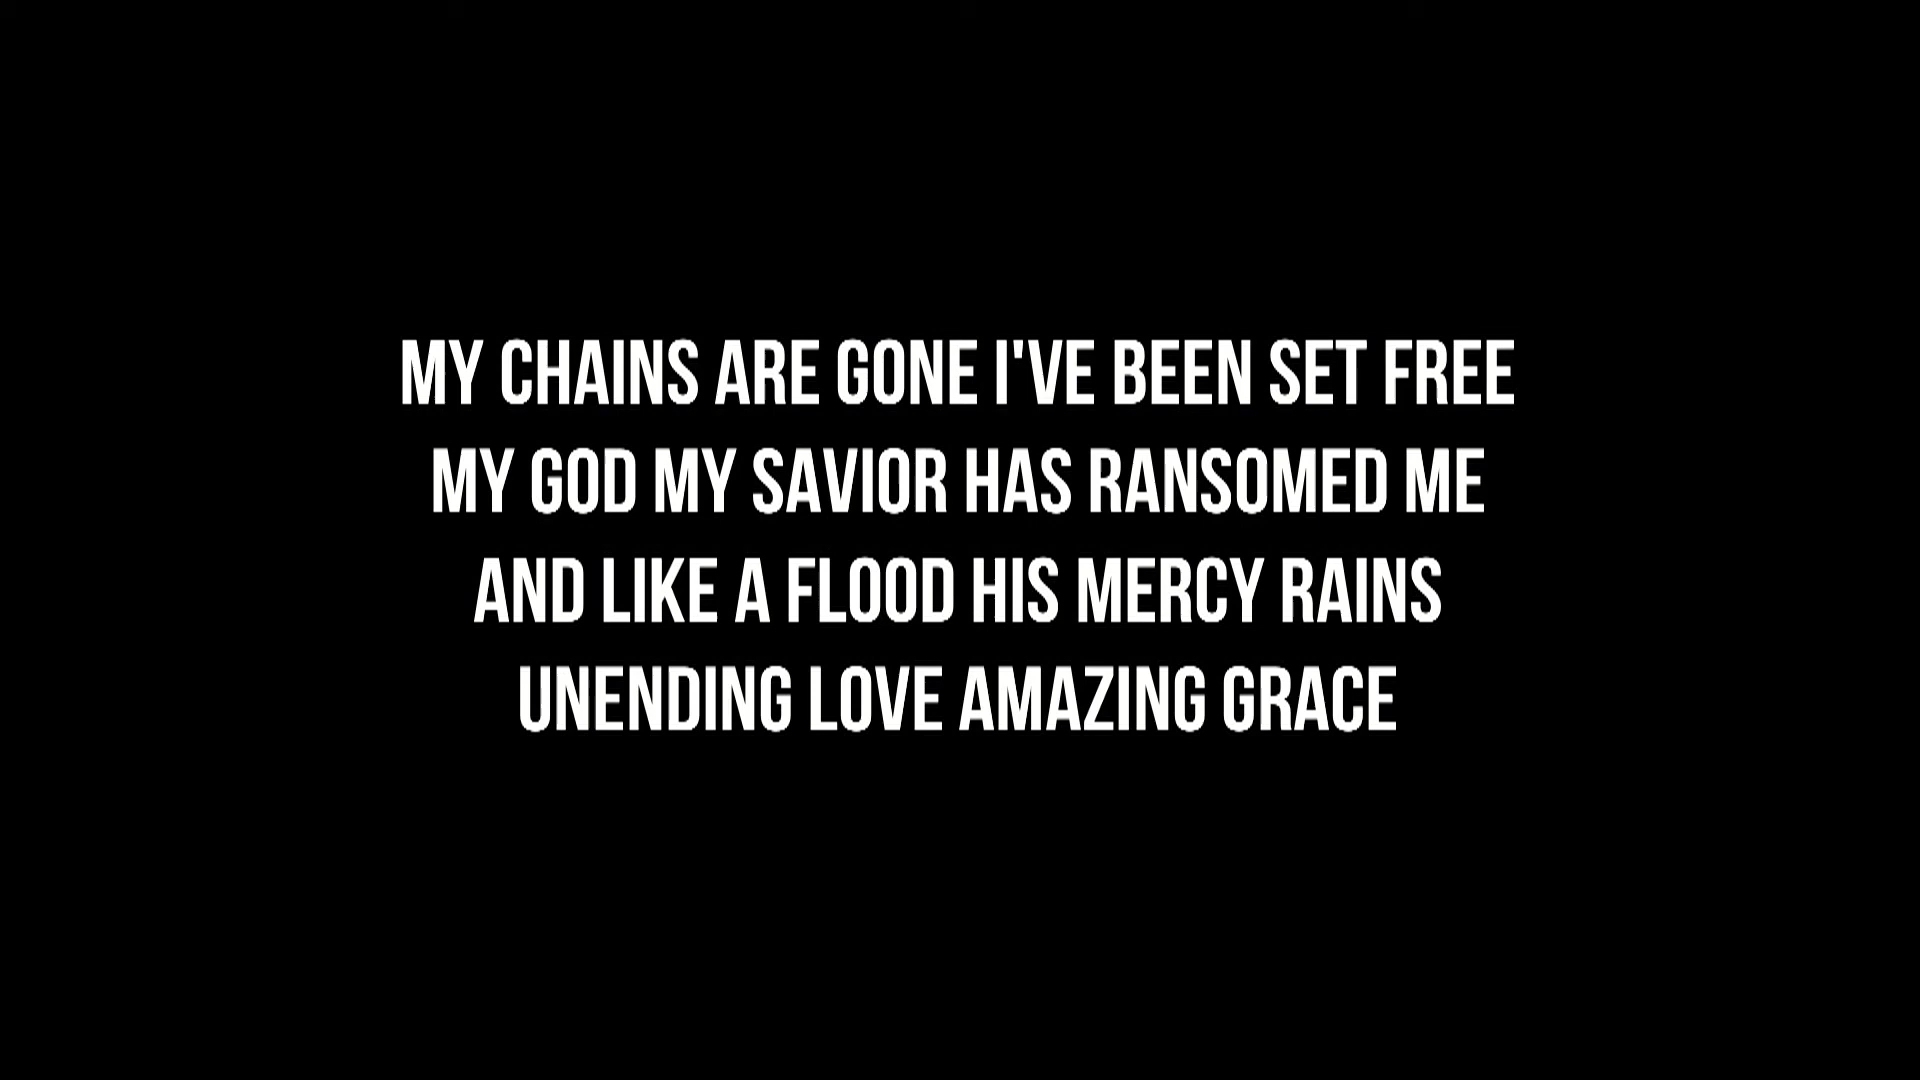 MY CHAINS ARE GONE I'VE BEEN SET FREE
MY GOD MY SAVIOR HAS RANSOMED ME
AND LIKE A FLOOD HIS MERCY RAINS
UNENDING LOVE AMAZING GRACE